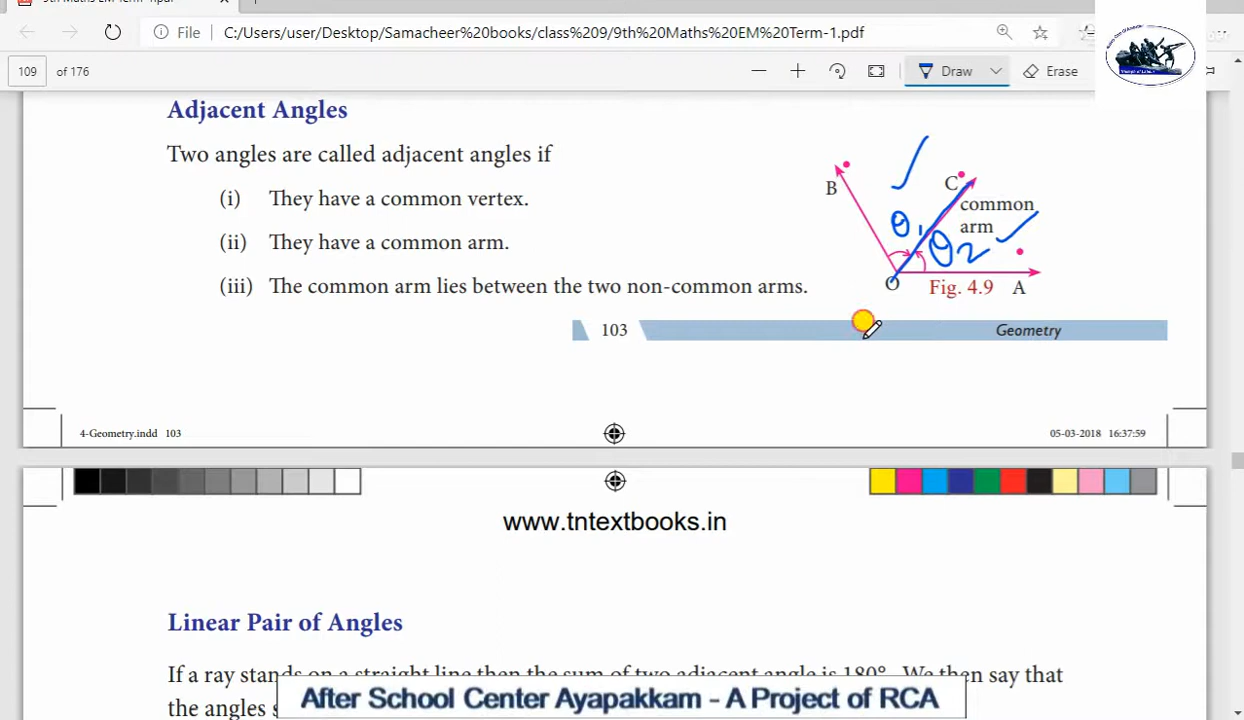 File C:/Users/user/Desktop/Samacheer%20books/class%209/9th%20Maths%20EM%20Term-1.pdf
109 of 176 Draw Erase
Adjacent Angles
Two angles are called adjacent angles if
(i) They have a common vertex.
(ii) They have a common arm.
(iii) The common arm lies between the two non-common arms.
B
C
common
arm
θ1
θ2
O
Fig. 4.9
A
103
Geometry
4-Geometry.indd 103
05-03-2018 16:37:59
www.tntextbooks.in
Linear Pair of Angles
If a ray stands on a straight line then the sum of two adjacent angle is 180°. We then say that
the angles
After School Center Ayapakkam - A Project of RCA